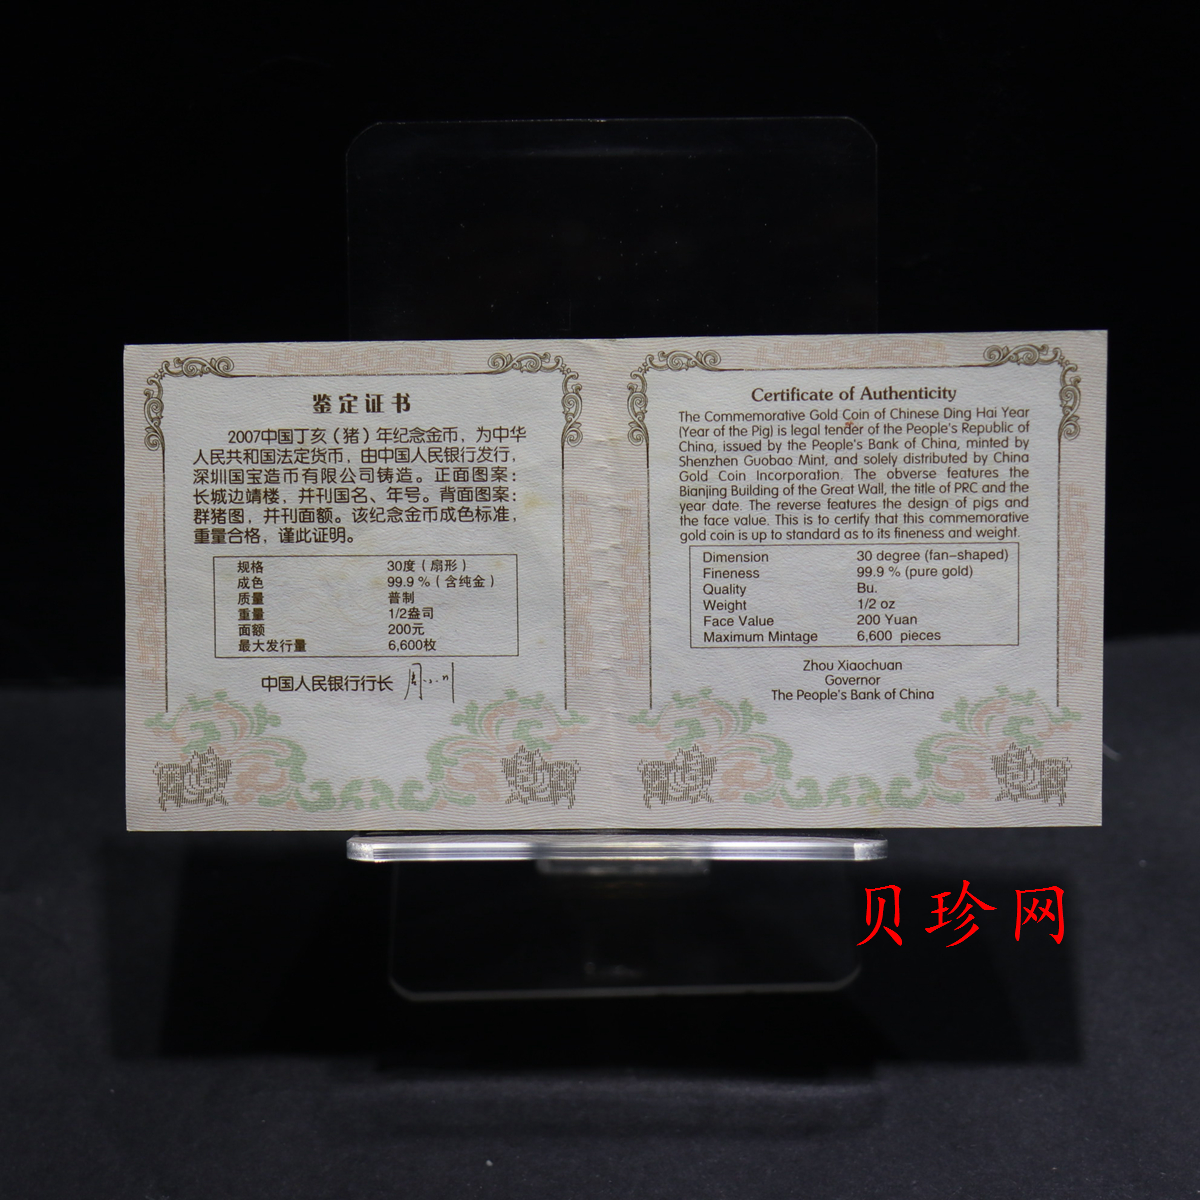 鉴定证书
2007中国丁亥（猪）年纪念金币，为中华
人民共和国法定货币，由中国人民银行发行，
深圳国宝造币有限公司铸造。正面图案：
长城边靖楼，并刊国名、年号。背面图案：
群猪图，并刊面额。该纪念金币成色标准，
重量合格，谨此证明。
规格 30度（扇形）
成色 99.9%（含纯金）
质量 普制
重量 1/2盎司
面额 200元
最大发行量 6,600枚
中国人民银行行长 周小川
Certificate of Authenticity
The Commemorative Gold Coin of Chinese Ding Hai Year
(Year of the Pig) is legal tender of the People's Republic of
China, issued by the People's Bank of China, minted by
Shenzhen Guobao Mint, and solely distributed by China
Gold Coin Incorporation. The obverse features the
Bianjing Building of the Great Wall, the title of PRC and the
year date. The reverse features the design of pigs and
the face value. This is to certify that this commemorative
gold coin is up to standard as to its fineness and weight.
Dimension 30 degree (fan-shaped)
Fineness 99.9 % (pure gold)
Quality Bu.
Weight 1/2 oz
Face Value 200 Yuan
Maximum Mintage 6,600 pieces
Zhou Xiaochuan
Governor
The People's Bank of China
贝珍网